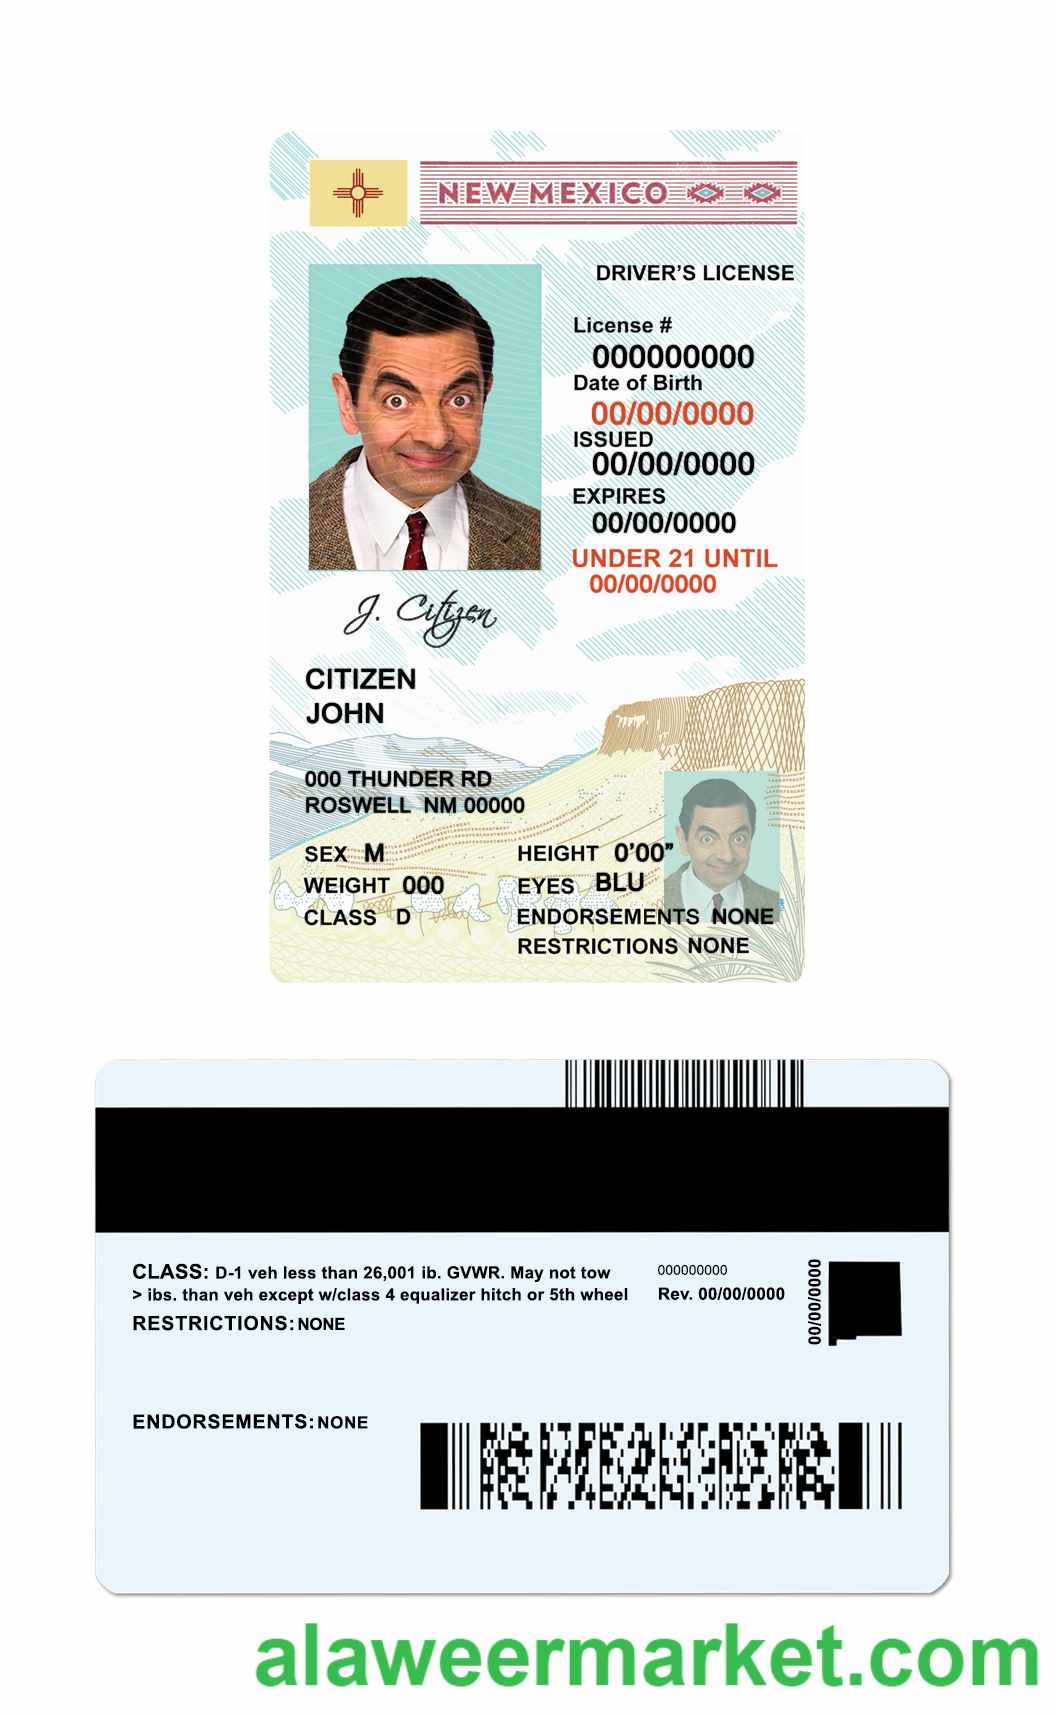 NEW MEXICO
DRIVER'S LICENSE
License #
000000000
Date of Birth
00/00/0000
ISSUED
00/00/0000
EXPIRES
00/00/0000
UNDER 21 UNTIL
00/00/0000
J. Citizen
CITIZEN
JOHN
000 THUNDER RD
ROSWELL NM 00000
SEX M
HEIGHT 0'00"
WEIGHT 000
EYES BLU
CLASS D
ENDORSEMENTS NONE
RESTRICTIONS NONE
CLASS: D-1 veh less than 26,001 ib. GVWR. May not tow
> ibs. than veh except w/class 4 equalizer hitch or 5th wheel
RESTRICTIONS: NONE
000000000
Rev. 00/00/0000
00/00/0000
ENDORSEMENTS: NONE
alaweermarket.com